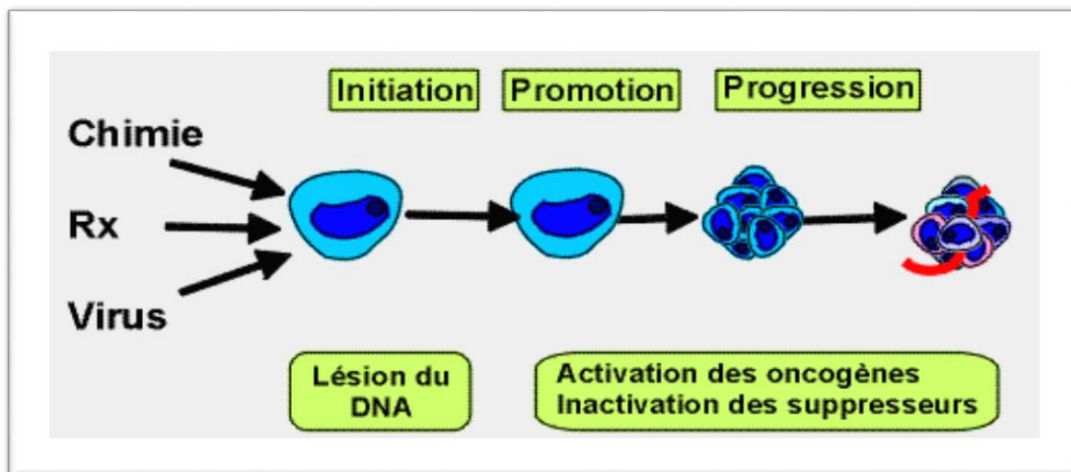 Initiation
Promotion
Progression
Chimie
Rx
Virus
Lésion du
DNA
Activation des oncogènes
Inactivation des suppresseurs